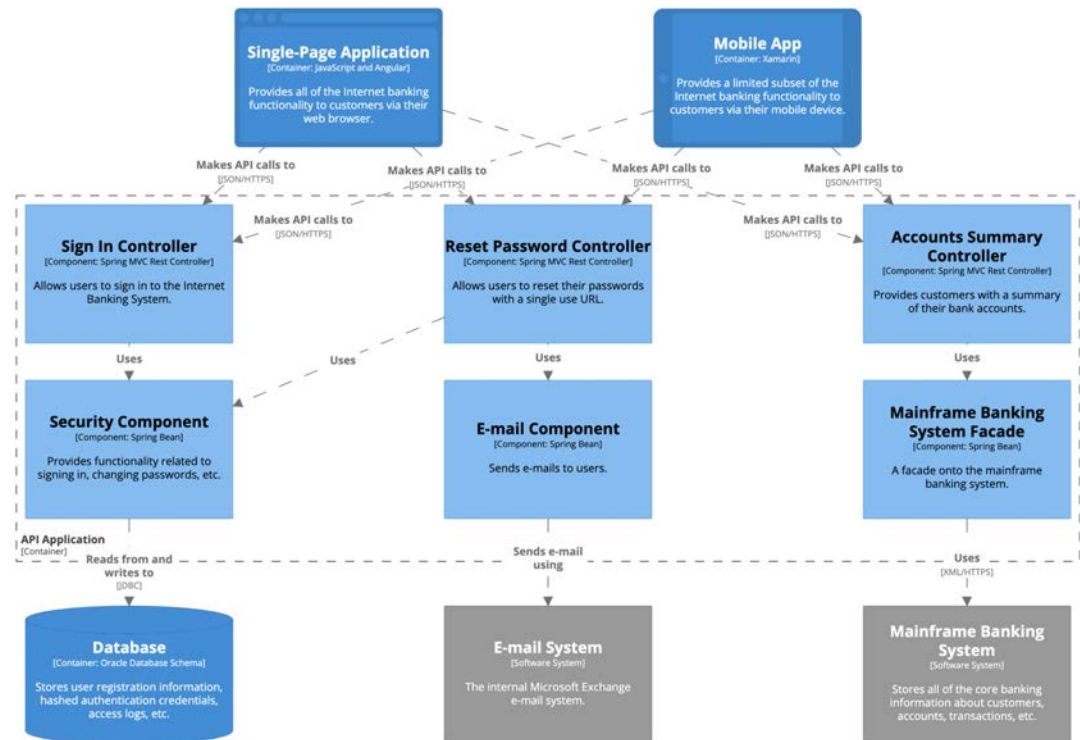 Single-Page Application
[Container: JavaScript and Angular]
Provides all of the Internet banking
functionality to customers via their
web browser.
Mobile App
[Container: Xamarin]
Provides a limited subset of the
Internet banking functionality to
customers via their mobile device.
Makes API calls to
[JSON/HTTPS]
Makes API calls to
[JSON/HTTPS]
Makes API calls to
[JSON/HTTPS]
Makes API calls to
[JSON/HTTPS]
Makes API calls to
[JSON/HTTPS]
Makes API calls to
[JSON/HTTPS]
Sign In Controller
[Component: Spring MVC Rest Controller]
Allows users to sign in to the Internet
Banking System.
Reset Password Controller
[Component: Spring MVC Rest Controller]
Allows users to reset their passwords
with a single use URL.
Accounts Summary
Controller
[Component: Spring MVC Rest Controller]
Provides customers with a summary
of their bank accounts.
Uses
Uses
Uses
Uses
Security Component
[Component: Spring Bean]
Provides functionality related to
signing in, changing passwords, etc.
E-mail Component
[Component: Spring Bean]
Sends e-mails to users.
Mainframe Banking
System Facade
[Component: Spring Bean]
A facade onto the mainframe
banking system.
API Application
[Container]
Reads from and
writes to
[JDBC]
Sends e-mail
using
Uses
[XML/HTTPS]
Database
[Container: Oracle Database Schema]
Stores user registration information,
hashed authentication credentials,
access logs, etc.
E-mail System
[Software System]
The internal Microsoft Exchange
e-mail system.
Mainframe Banking
System
[Software System]
Stores all of the core banking
information about customers,
accounts, transactions, etc.